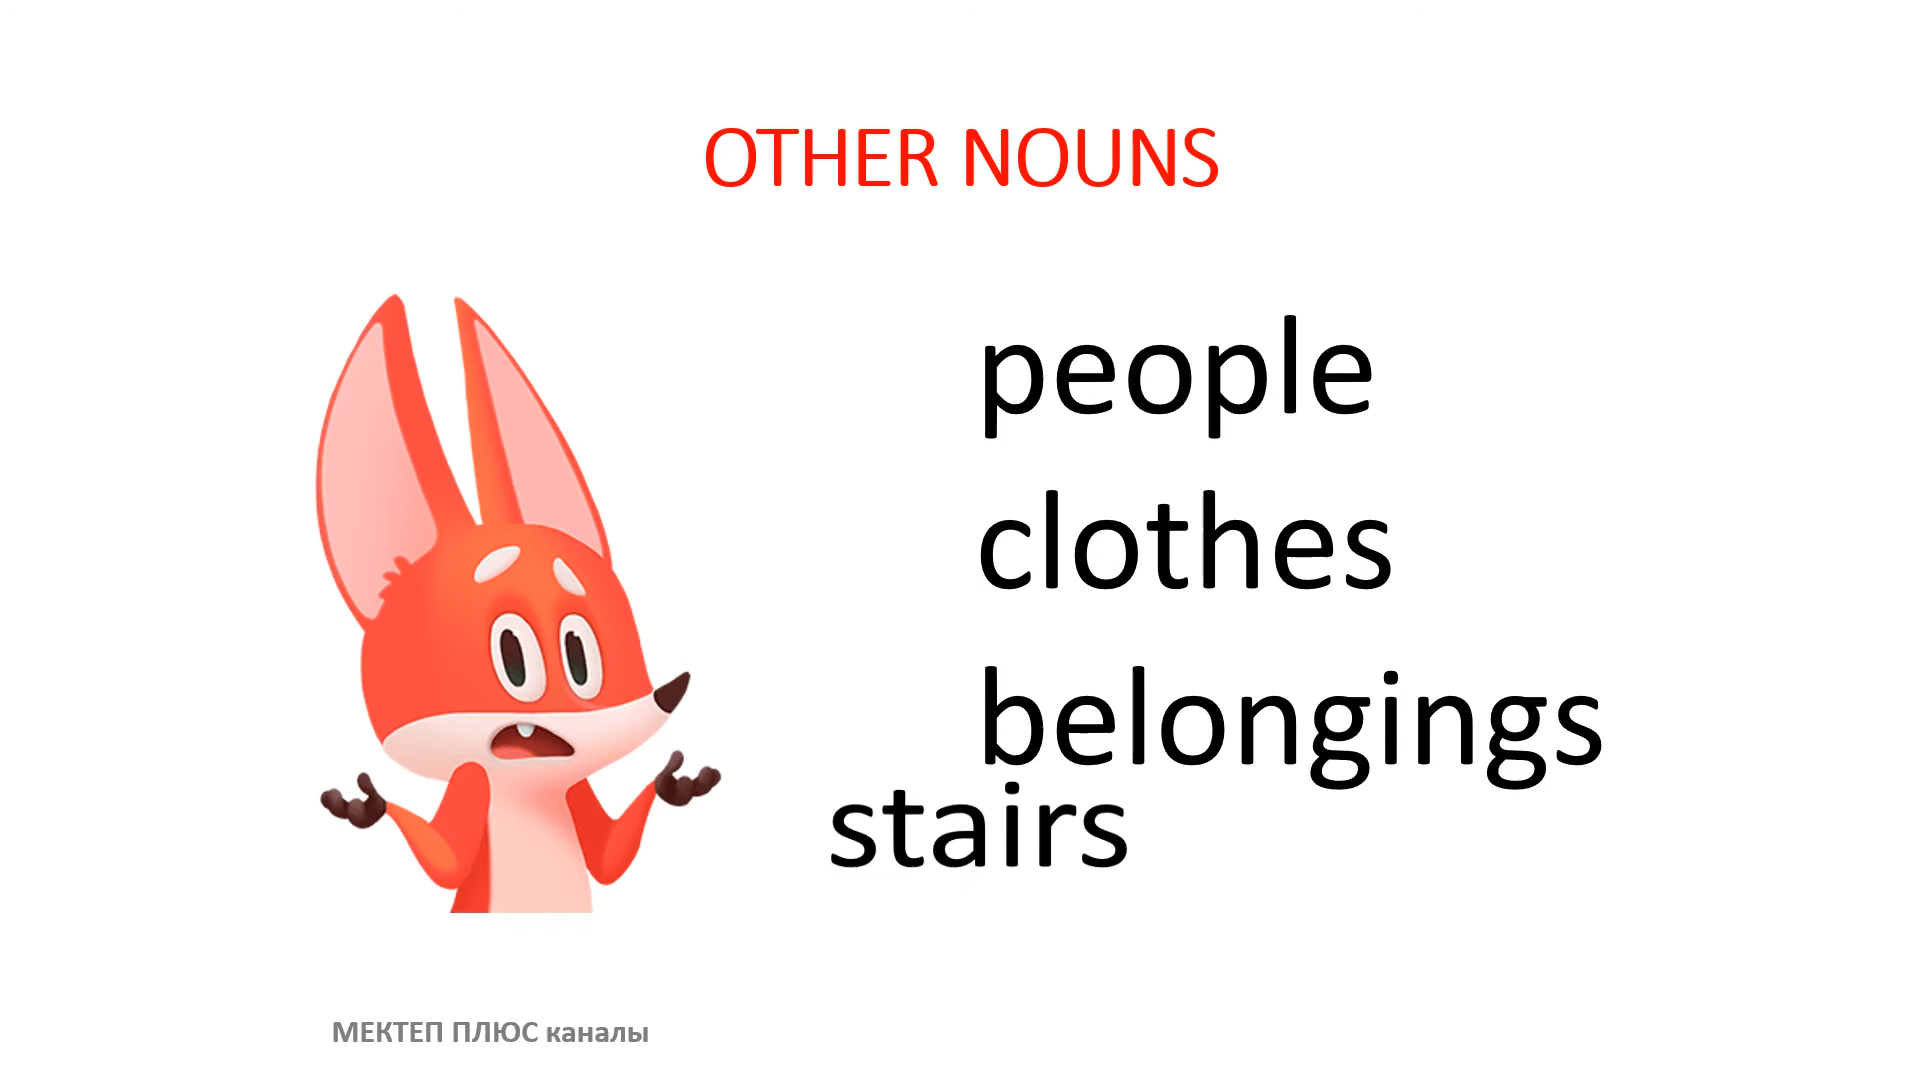 OTHER NOUNS
people
clothes
belongings
stairs
МЕКТЕП ПЛЮС каналы